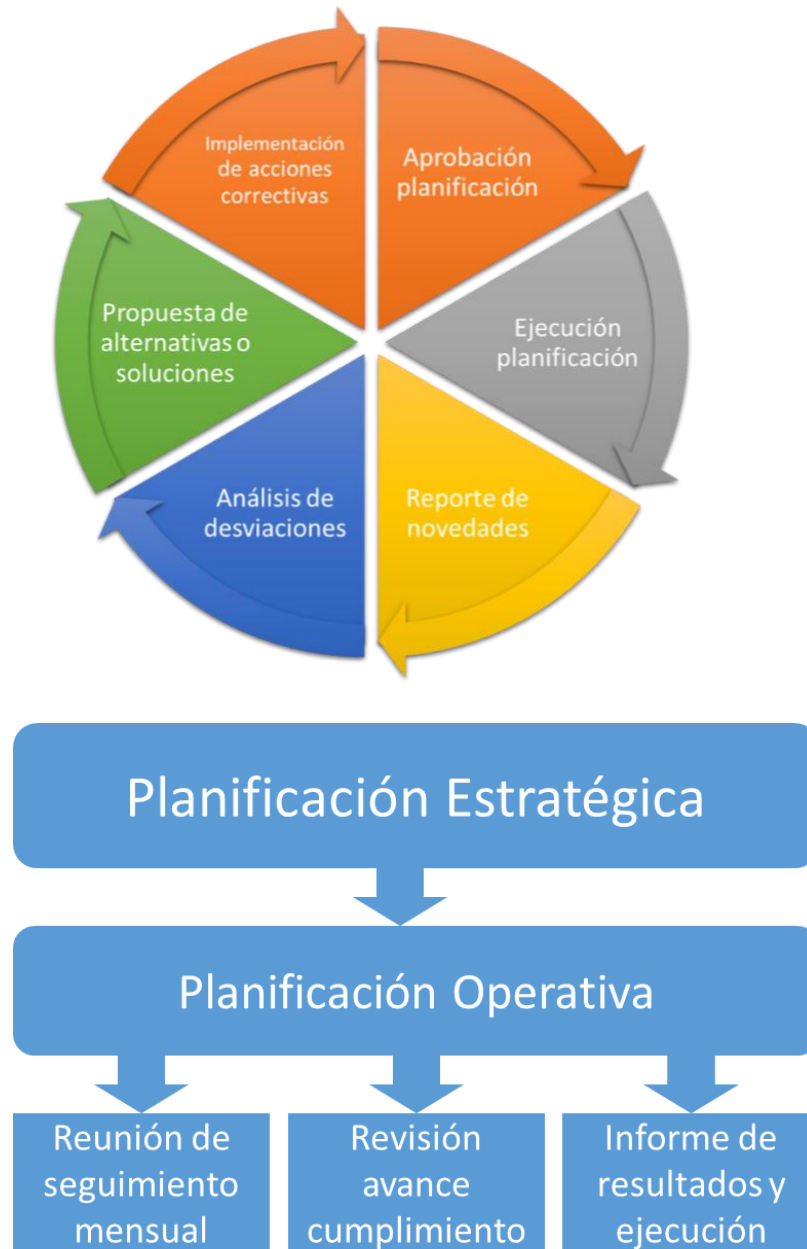 Implementación
de acciones
correctivas
Aprobación
planificación
Propuesta de
alternativas o
soluciones
Ejecución
planificación
Análisis de
desviaciones
Reporte de
novedades
Planificación Estratégica
Planificación Operativa
Reunión de
seguimiento
mensual
Revisión
avance
cumplimiento
Informe de
resultados y
ejecución